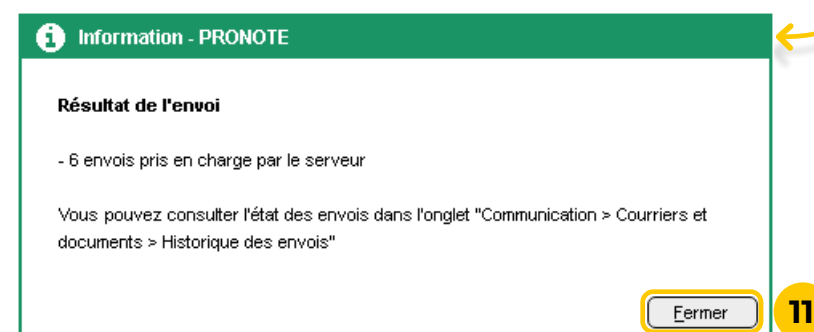 Information - PRONOTE
Résultat de l'envoi
- 6 envois pris en charge par le serveur
Vous pouvez consulter l'état des envois dans l'onglet "Communication > Courriers et
documents > Historique des envois"
Fermer
11